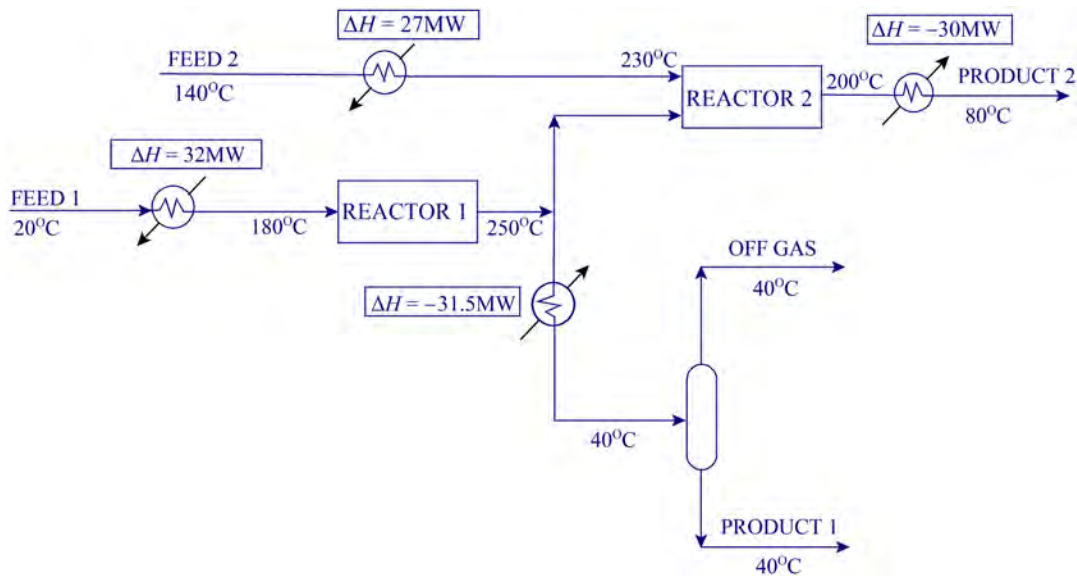 ΔH = 27MW
ΔH = −30MW
FEED 2
140°C
230°C
REACTOR 2
200°C
PRODUCT 2
80°C
ΔH = 32MW
FEED 1
20°C
180°C
REACTOR 1
250°C
ΔH = −31.5MW
OFF GAS
40°C
40°C
PRODUCT 1
40°C